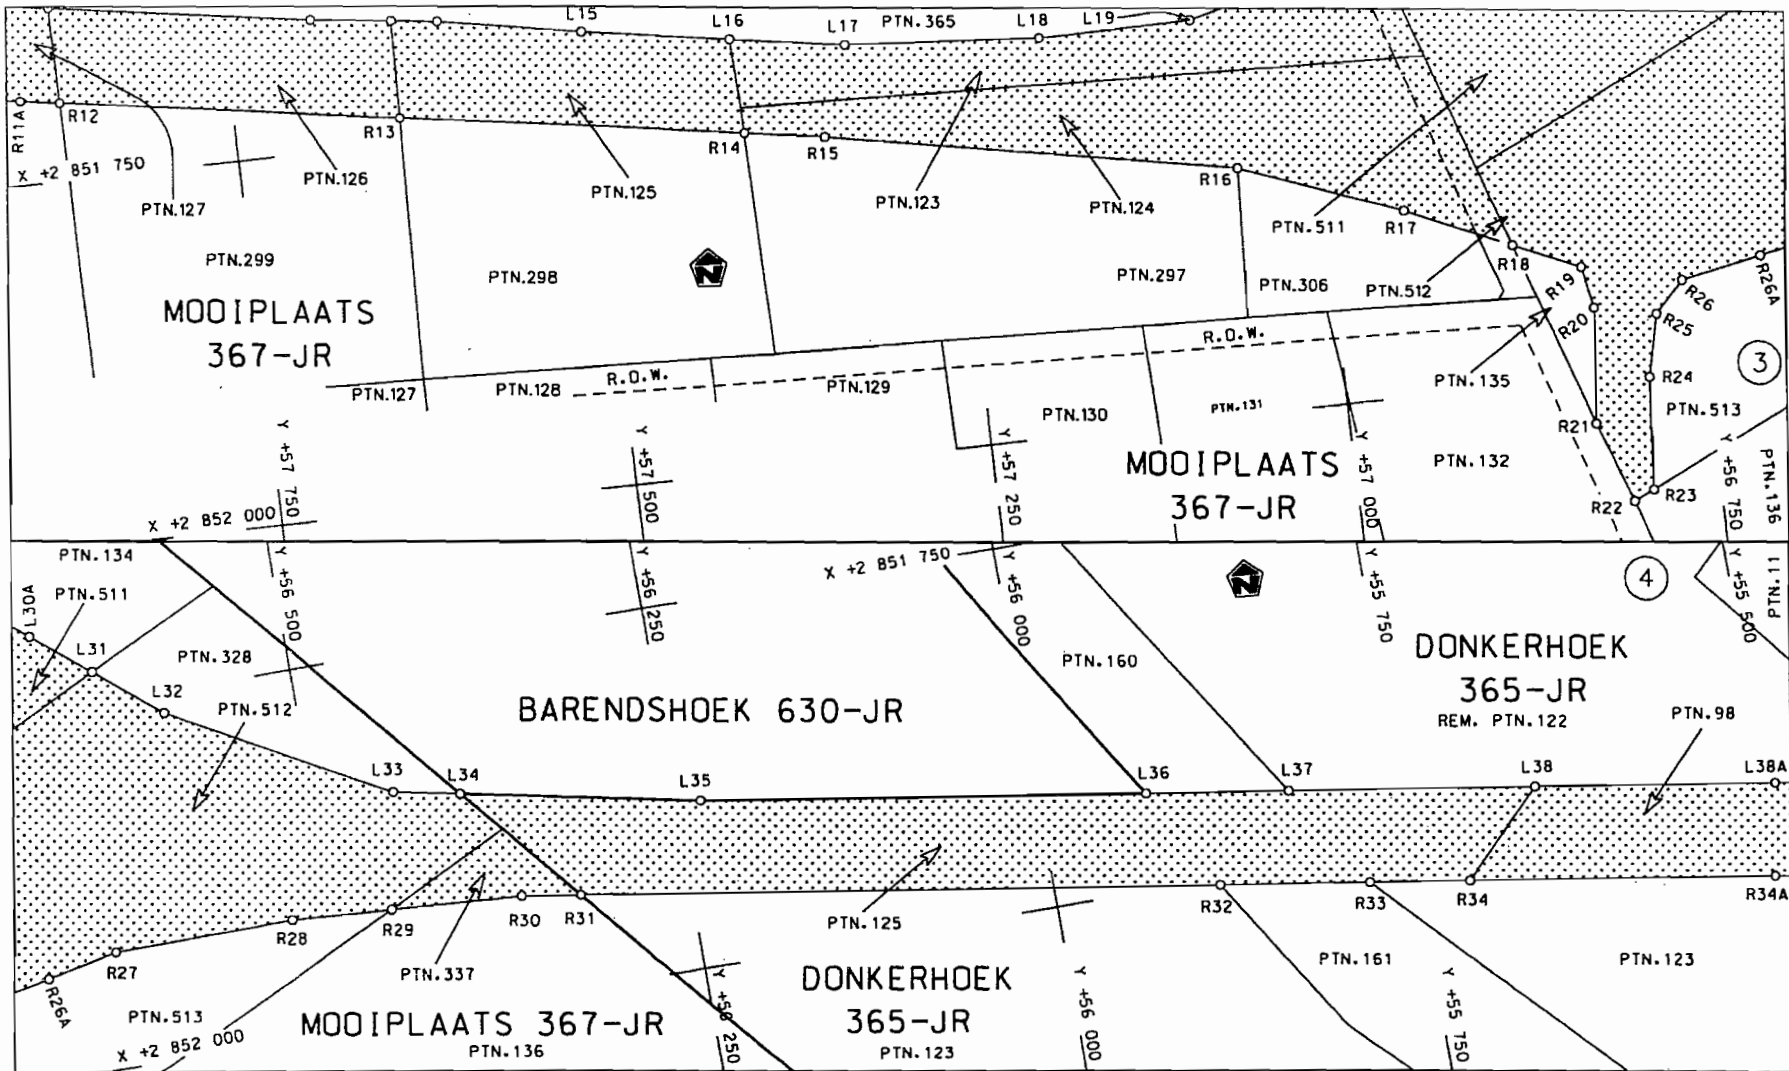 L15
L16
L17
PTN.365
L18
L19
R11A
R12
R13
R14
R15
R16
X +2 851 750
PTN.127
PTN.126
PTN.125
PTN.123
PTN.124
PTN.511
R17
R18
R19
R20
R26
R26A
R25
PTN.299
PTN.298
PTN.297
PTN.306
PTN.512
MOOIPLAATS
367-JR
R.O.W.
R.O.W.
3
PTN.127
PTN.128
PTN.129
PTN.130
PTN.131
PTN.135
R24
PTN.513
R21
MOOIPLAATS
367-JR
PTN.132
PTN.136
R22
R23
Y +57 750
Y +57 500
Y +57 250
Y +57 000
Y +56 750
X +2 852 000
PTN.134
PTN.511
L30A
L31
L32
PTN.328
PTN.512
Y +56 500
Y +56 250
X +2 851 750
Y +56 000
Y +55 750
Y +55 500
4
PTN.11
PTN.160
DONKERHOEK
365-JR
REM. PTN.122
PTN.98
BARENDSHOEK 630-JR
L33
L34
L35
L36
L37
L38
L38A
R26A
R27
R28
R29
R30
R31
R32
R33
R34
R34A
PTN.125
PTN.337
PTN.161
PTN.123
PTN.513
X +2 852 000
MOOIPLAATS 367-JR
PTN.136
DONKERHOEK
365-JR
PTN.123
Y +56 250
Y +56 000
Y +55 750